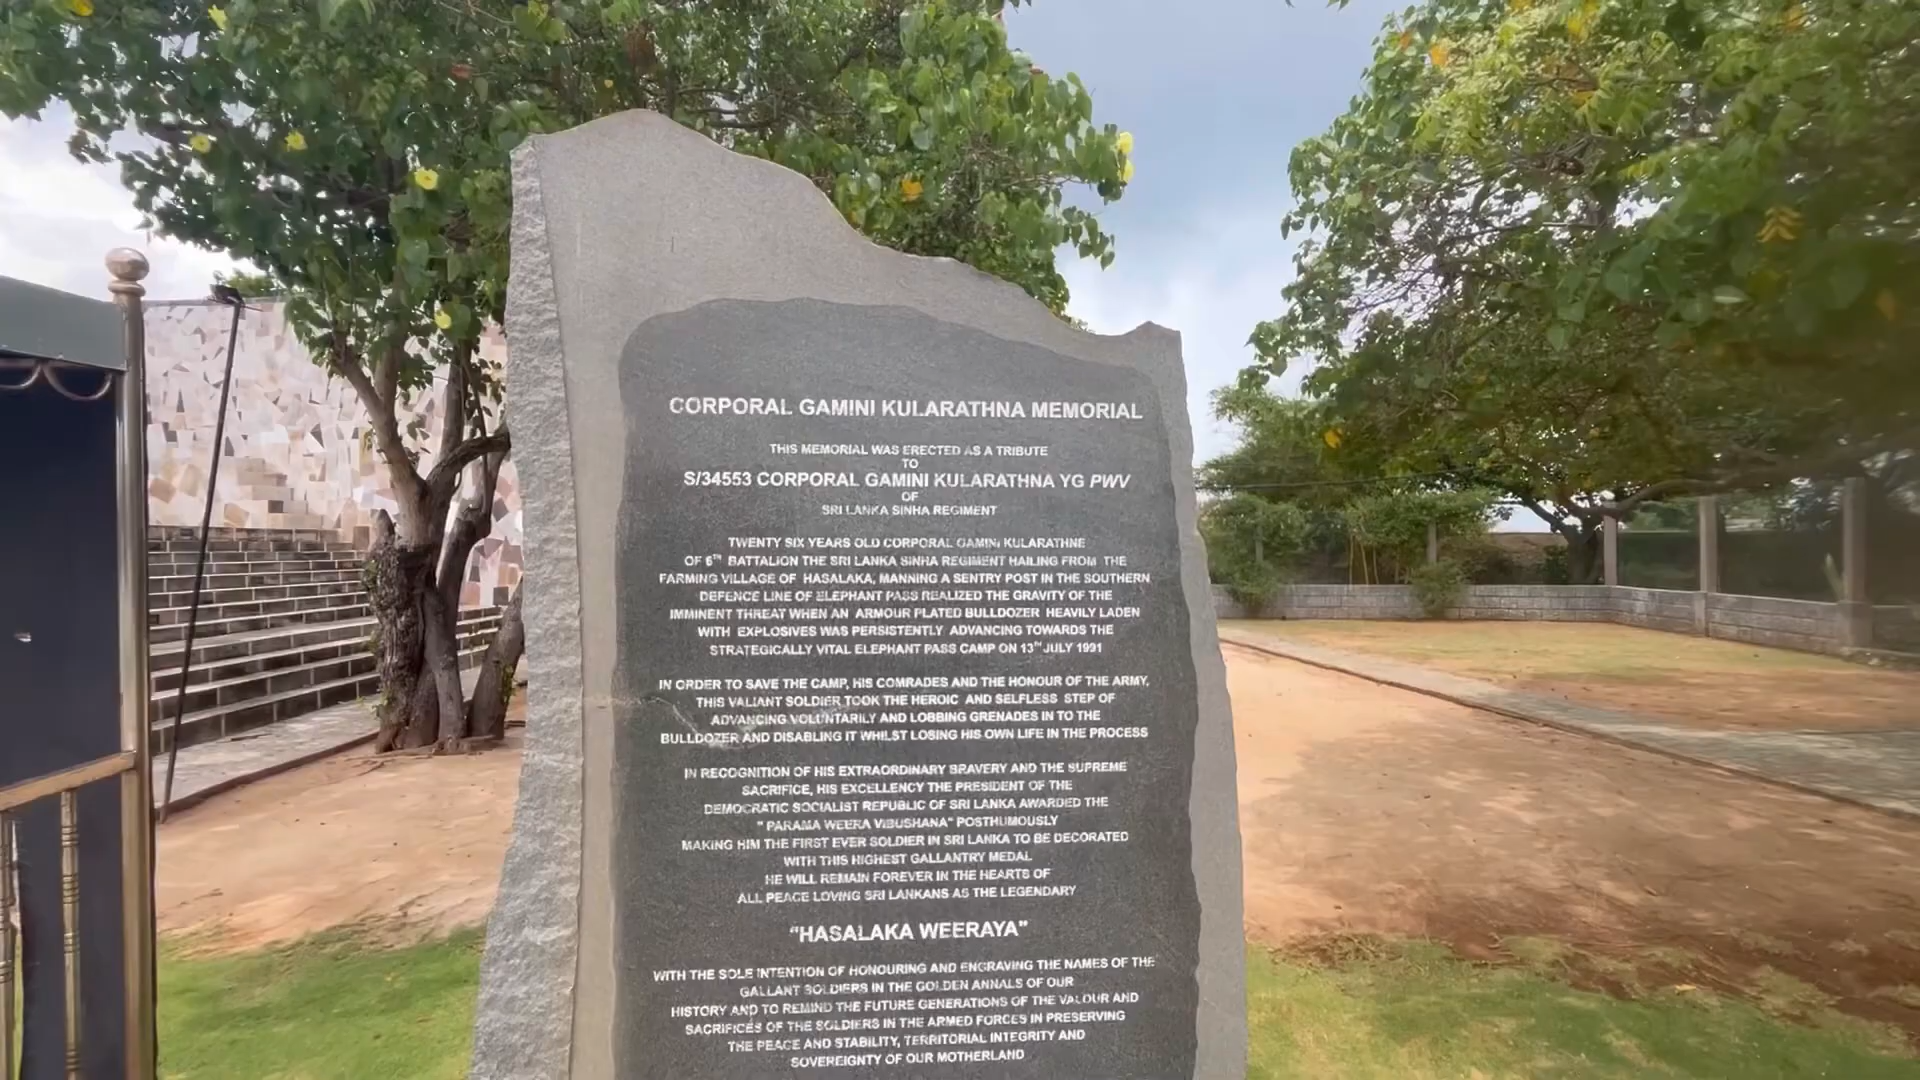 CORPORAL GAMINI KULARATHNA MEMORIAL
THIS MEMORIAL WAS ERECTED AS A TRIBUTE
TO
S/34553 CORPORAL GAMINI KULARATHNA YG PWV
OF
SRI LANKA SINHA REGIMENT
TWENTY SIX YEARS OLD CORPORAL GAMINI KULARATHNE
OF 6TH BATTALION THE SRI LANKA SINHA REGIMENT HAILING FROM THE
FARMING VILLAGE OF HASALAKA, MANNING A SENTRY POST IN THE SOUTHERN
DEFENCE LINE OF ELEPHANT PASS REALIZED THE GRAVITY OF THE
IMMINENT THREAT WHEN AN ARMOUR PLATED BULLDOZER HEAVILY LADEN
WITH EXPLOSIVES WAS PERSISTENTLY ADVANCING TOWARDS THE
STRATEGICALLY VITAL ELEPHANT PASS CAMP ON 13TH JULY 1991
IN ORDER TO SAVE THE CAMP, HIS COMRADES AND THE HONOUR OF THE ARMY,
THIS VALIANT SOLDIER TOOK THE HEROIC AND SELFLESS STEP OF
ADVANCING VOLUNTARILY AND LOBBING GRENADES IN TO THE
BULLDOZER AND DISABLING IT WHILST LOSING HIS OWN LIFE IN THE PROCESS
IN RECOGNITION OF HIS EXTRAORDINARY BRAVERY AND THE SUPREME
SACRIFICE, HIS EXCELLENCY THE PRESIDENT OF THE
DEMOCRATIC SOCIALIST REPUBLIC OF SRI LANKA AWARDED THE
" PARAMA WEERA VIBUSHANA" POSTHUMOUSLY
MAKING HIM THE FIRST EVER SOLDIER IN SRI LANKA TO BE DECORATED
WITH THIS HIGHEST GALLANTRY MEDAL
HE WILL REMAIN FOREVER IN THE HEARTS OF
ALL PEACE LOVING SRI LANKANS AS THE LEGENDARY
"HASALAKA WEERAYA"
WITH THE SOLE INTENTION OF HONOURING AND ENGRAVING THE NAMES OF THE
GALLANT SOLDIERS IN THE GOLDEN ANNALS OF OUR
HISTORY AND TO REMIND THE FUTURE GENERATIONS OF THE VALOUR AND
SACRIFICES OF THE SOLDIERS IN THE ARMED FORCES IN PRESERVING
THE PEACE AND STABILITY, TERRITORIAL INTEGRITY AND
SOVEREIGNTY OF OUR MOTHERLAND